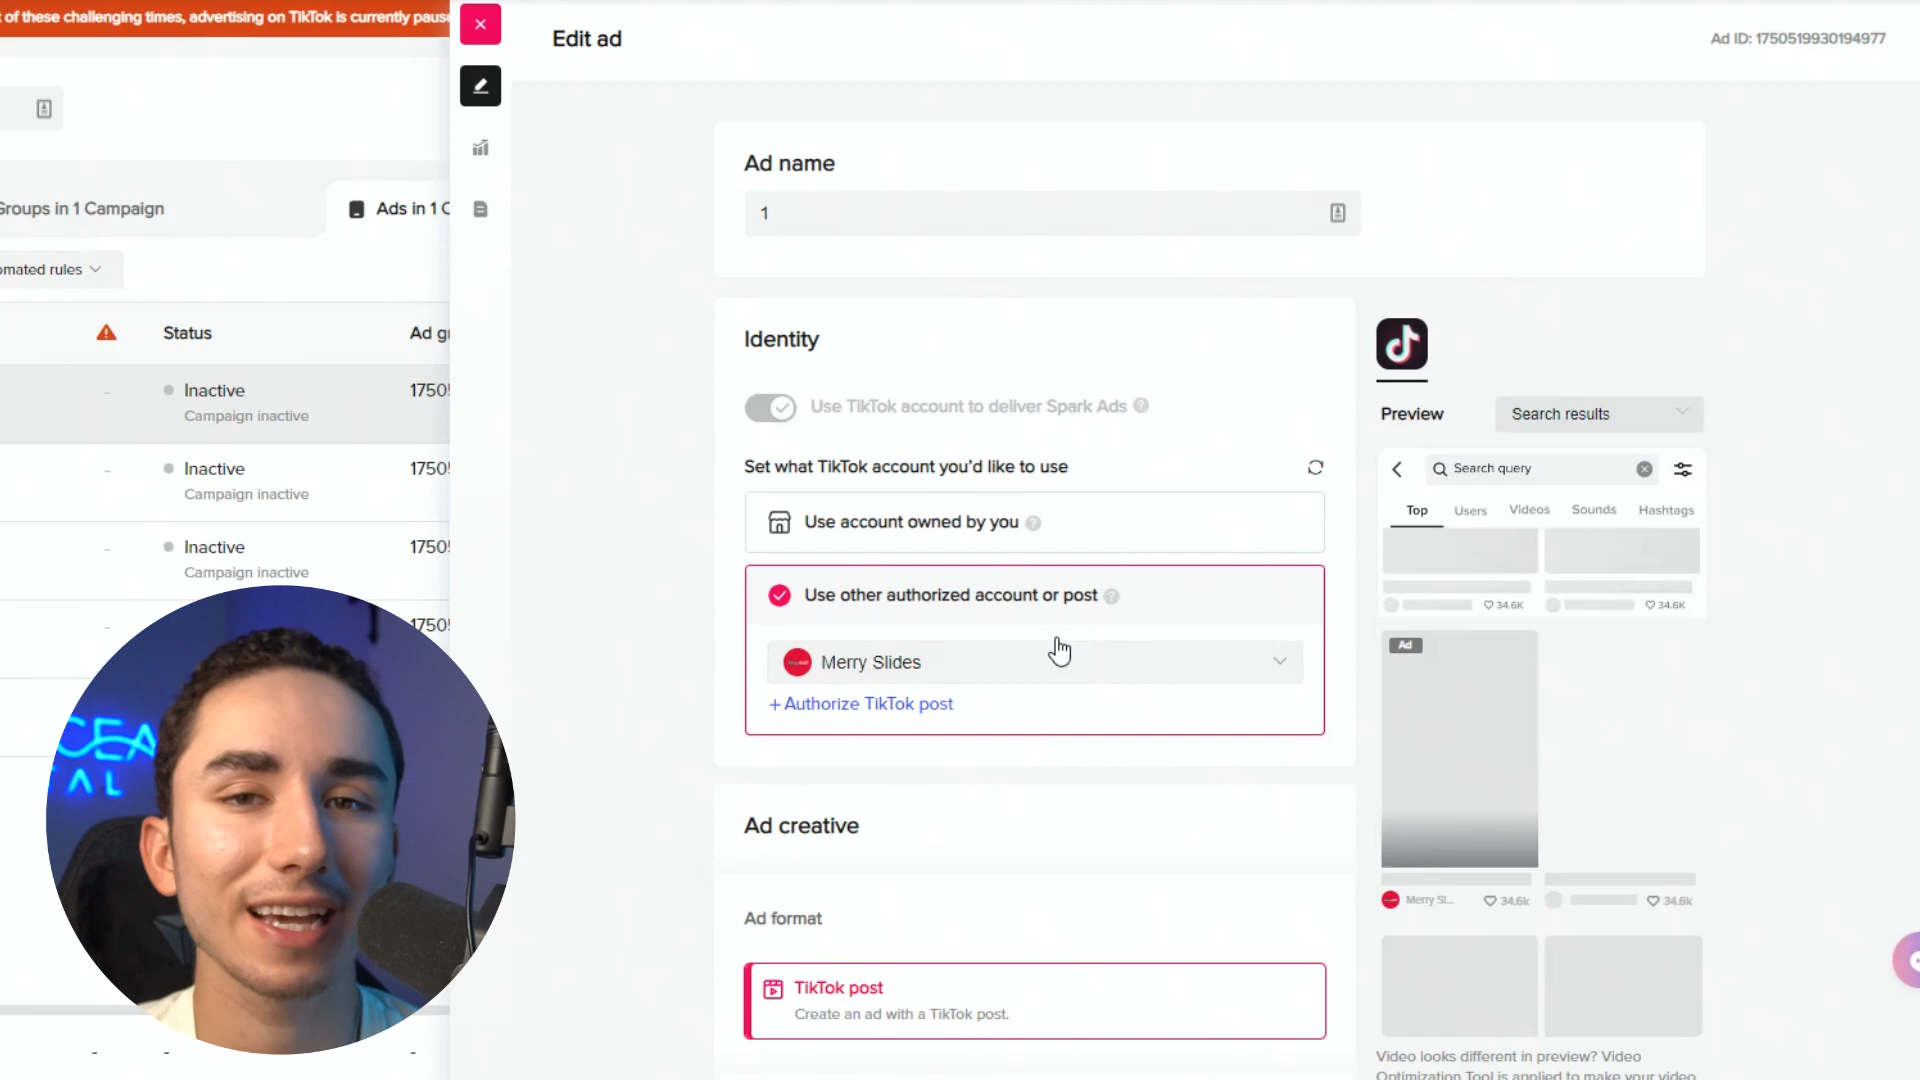 t of these challenging times, advertising on TikTok is currently pause
Edit ad
Ad ID: 1750519930194977
Ad name
1
Groups in 1 Campaign
Ads in 1 C
omated rules
Status
Ad g
Inactive
Campaign inactive
1750
Inactive
Campaign inactive
1750
Inactive
Campaign inactive
1750
1750
Identity
Use TikTok account to deliver Spark Ads
Set what TikTok account you'd like to use
Use account owned by you
Use other authorized account or post
Merry Slides
+ Authorize TikTok post
Ad creative
Ad format
TikTok post
Create an ad with a TikTok post.
Preview
Search results
Search query
Top Users Videos Sounds Hashtags
34.6K 34.6K
Ad
Merry Sl... 34.6k 34.6k
Video looks different in preview? Video
Optimization Tool is applied to make your video
CEA
AL